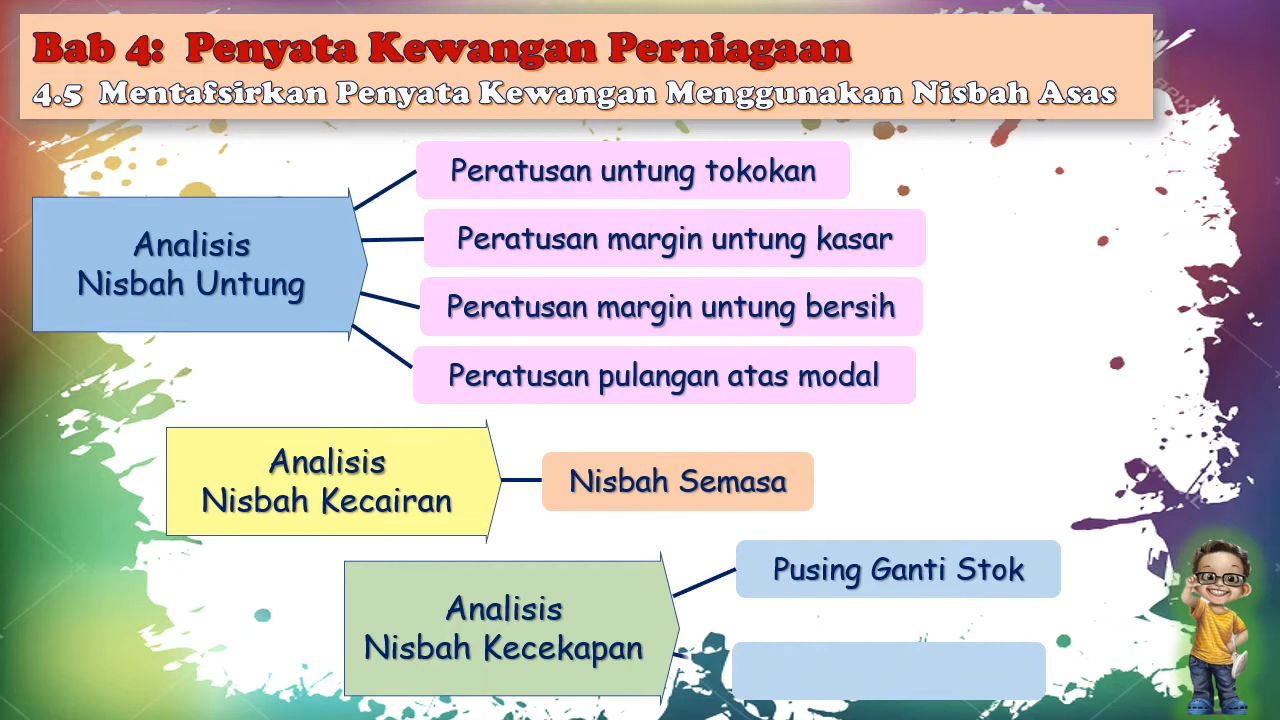 Bab 4: Penyata Kewangan Perniagaan
4.5 Mentafsirkan Penyata Kewangan Menggunakan Nisbah Asas
Analisis
Nisbah Untung
Peratusan untung tokokan
Peratusan margin untung kasar
Peratusan margin untung bersih
Peratusan pulangan atas modal
Analisis
Nisbah Kecairan
Nisbah Semasa
Analisis
Nisbah Kecekapan
Pusing Ganti Stok